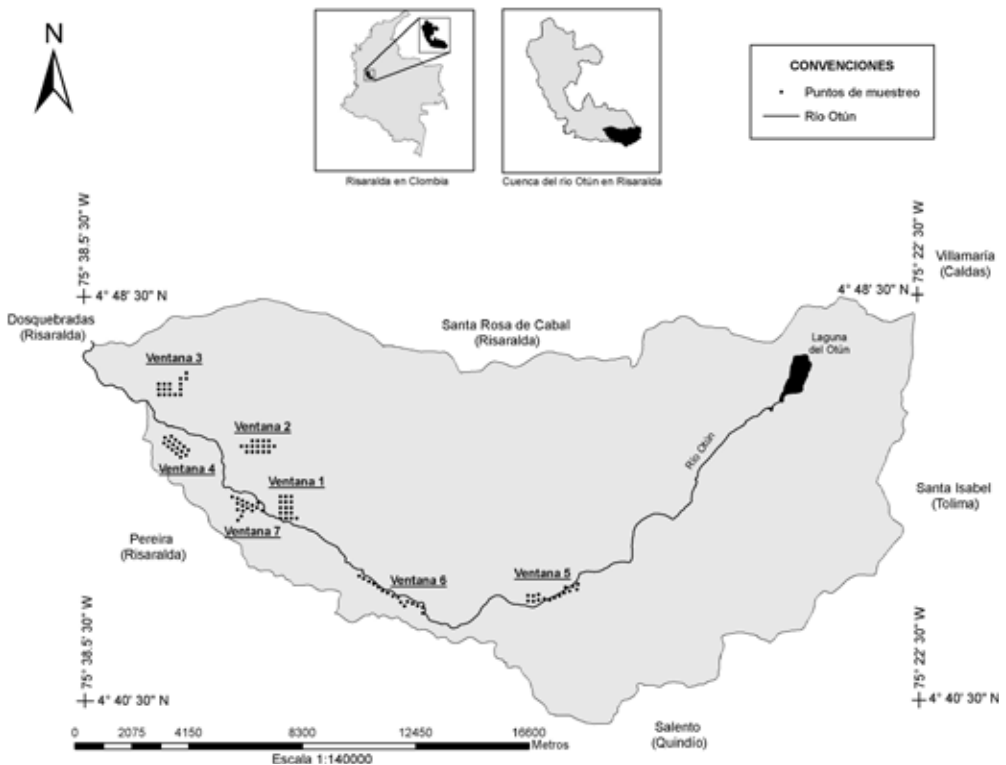 N
CONVENCIONES
Puntos de muestreo
Río Otún
Risaralda en Clombia
Cuenca del río Otún en Risaralda
75° 38.5' 30" W
75° 22' 30" W
Villamaría
(Caldas)
4° 48' 30" N
4° 48' 30" N
Dosquebradas
(Risaralda)
Santa Rosa de Cabal
(Risaralda)
Laguna
del Otún
Ventana 3
Ventana 2
Río Otún
Ventana 4
Ventana 1
Santa Isabel
(Tolima)
Ventana 7
Pereira
(Risaralda)
Ventana 6
Ventana 5
75° 38.5' 30" W
75° 22' 30" W
4° 40' 30" N
4° 40' 30" N
Salento
(Quindío)
0 2075 4150 8300 12450 16600
Metros
Escala 1:140000